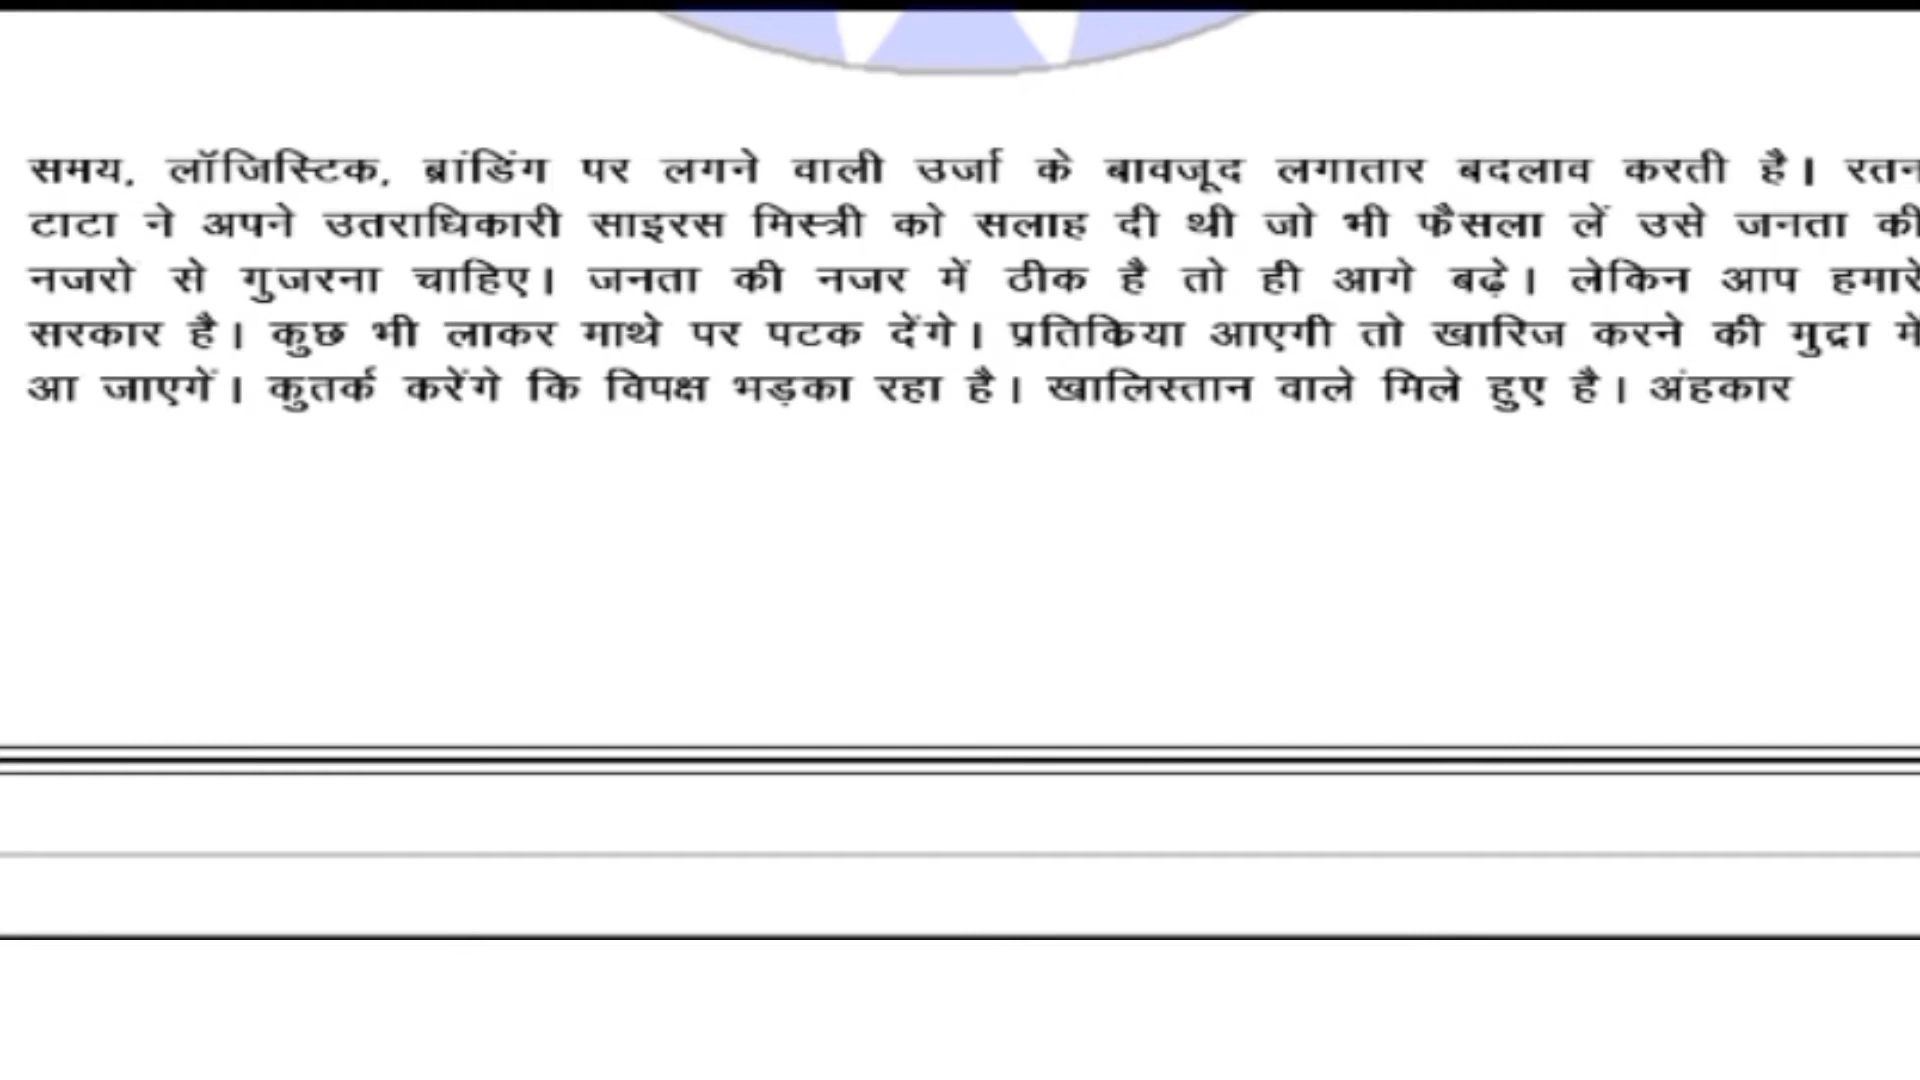 समय, लॉजिस्टिक, ब्रांडिंग पर लगने वाली उर्जा के बावजूद लगातार बदलाव करती है। रतन
टाटा ने अपने उतराधिकारी साइरस मिस्त्री को सलाह दी थी जो भी फैसला लें उसे जनता की
नजरो से गुजरना चाहिए। जनता की नजर में ठीक है तो ही आगे बढ़े। लेकिन आप हमारे
सरकार है। कुछ भी लाकर माथे पर पटक देंगे। प्रतिकिया आएगी तो खारिज करने की मुद्रा में
आ जाएगें। कुतर्क करेंगे कि विपक्ष भड़का रहा है। खालिस्तान वाले मिले हुए है। अंहकार